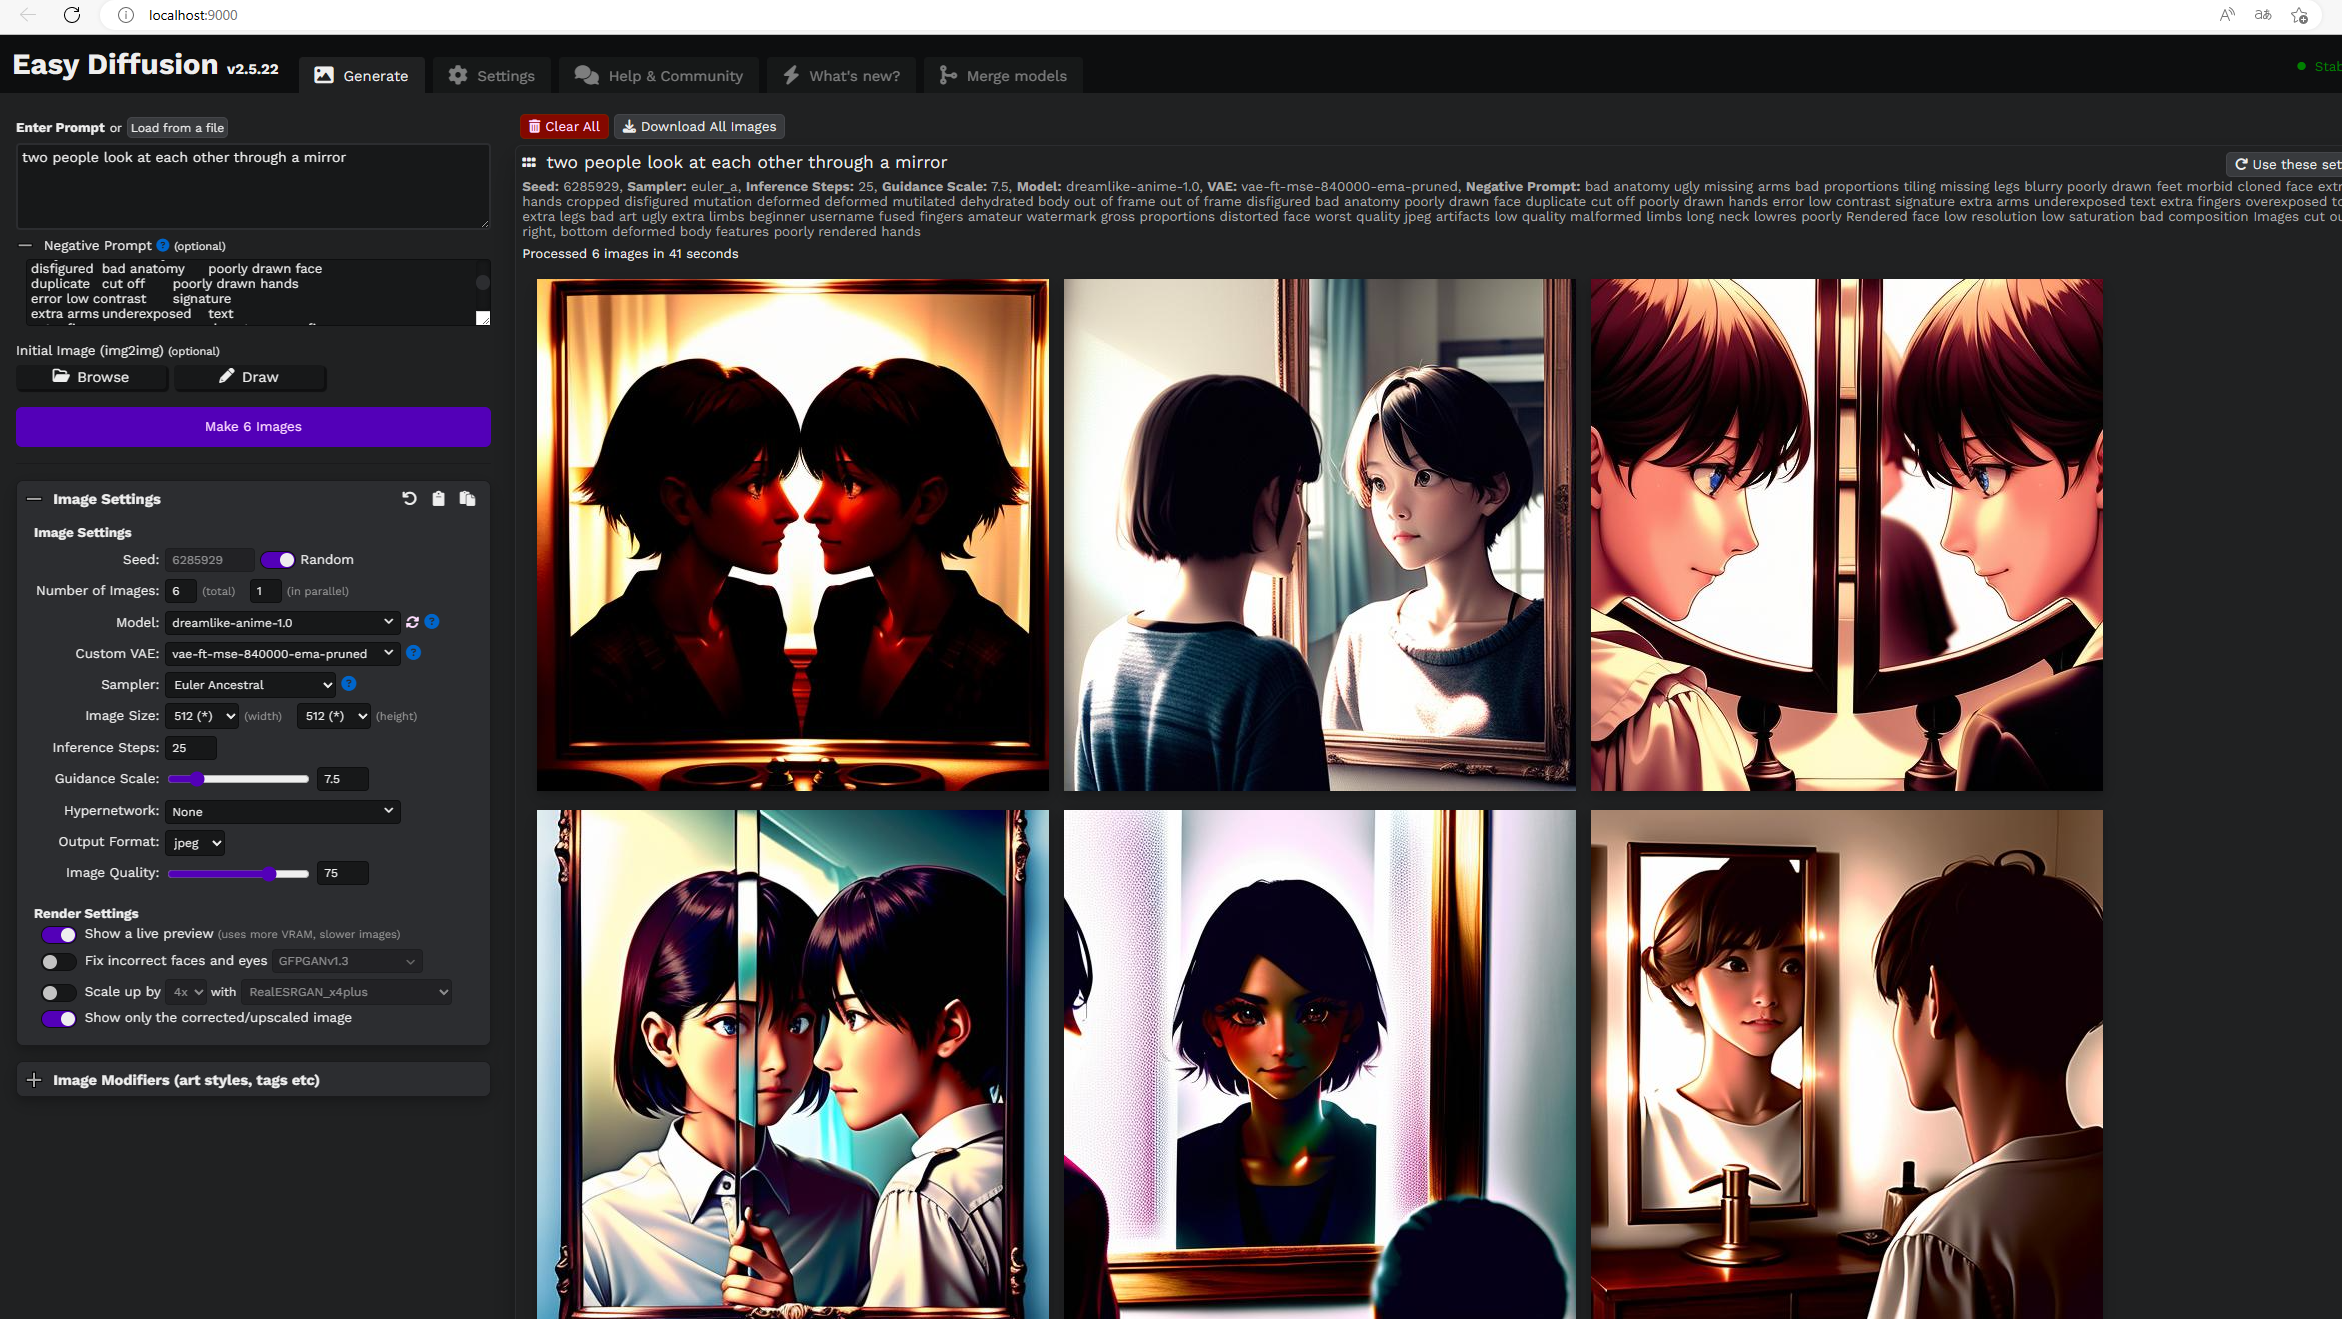 localhost:9000
Easy Diffusion v2.5.22
Generate
Settings
Help & Community
What's new?
Merge models
Enter Prompt or Load from a file
two people look at each other through a mirror
Negative Prompt ? (optional)
disfigured bad anatomy poorly drawn face
duplicate cut off poorly drawn hands
error low contrast signature
extra arms underexposed text
Initial Image (img2img) (optional)
Browse
Draw
Make 6 Images
Image Settings
Image Settings
Seed: 6285929 Random
Number of Images: 6 (total) 1 (in parallel)
Model: dreamlike-anime-1.0 ?
Custom VAE: vae-ft-mse-840000-ema-pruned ?
Sampler: Euler Ancestral ?
Image Size: 512 (*) (width) 512 (*) (height)
Inference Steps: 25
Guidance Scale: 7.5
Hypernetwork: None
Output Format: jpeg
Image Quality: 75
Render Settings
Show a live preview (uses more VRAM, slower images)
Fix incorrect faces and eyes GFPGANv1.3
Scale up by 4x with RealESRGAN_x4plus
Show only the corrected/upscaled image
Image Modifiers (art styles, tags etc)
Clear All
Download All Images
two people look at each other through a mirror
Use these set
Seed: 6285929, Sampler: euler_a, Inference Steps: 25, Guidance Scale: 7.5, Model: dreamlike-anime-1.0, VAE: vae-ft-mse-840000-ema-pruned, Negative Prompt: bad anatomy ugly missing arms bad proportions tiling missing legs blurry poorly drawn feet morbid cloned face extr
hands cropped disfigured mutation deformed deformed mutilated dehydrated body out of frame out of frame disfigured bad anatomy poorly drawn face duplicate cut off poorly drawn hands error low contrast signature extra arms underexposed text extra fingers overexposed to
extra legs bad art ugly extra limbs beginner username fused fingers amateur watermark gross proportions distorted face worst quality jpeg artifacts low quality malformed limbs long neck lowres poorly Rendered face low resolution low saturation bad composition Images cut ou
right, bottom deformed body features poorly rendered hands
Processed 6 images in 41 seconds